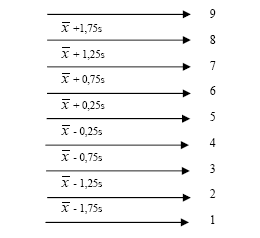 9
x̅ +1,75s
8
x̅ + 1,25s
7
x̅ + 0,75s
6
x̅ + 0,25s
5
x̅ - 0,25s
4
x̅ - 0,75s
3
x̅ - 1,25s
2
x̅ - 1,75s
1